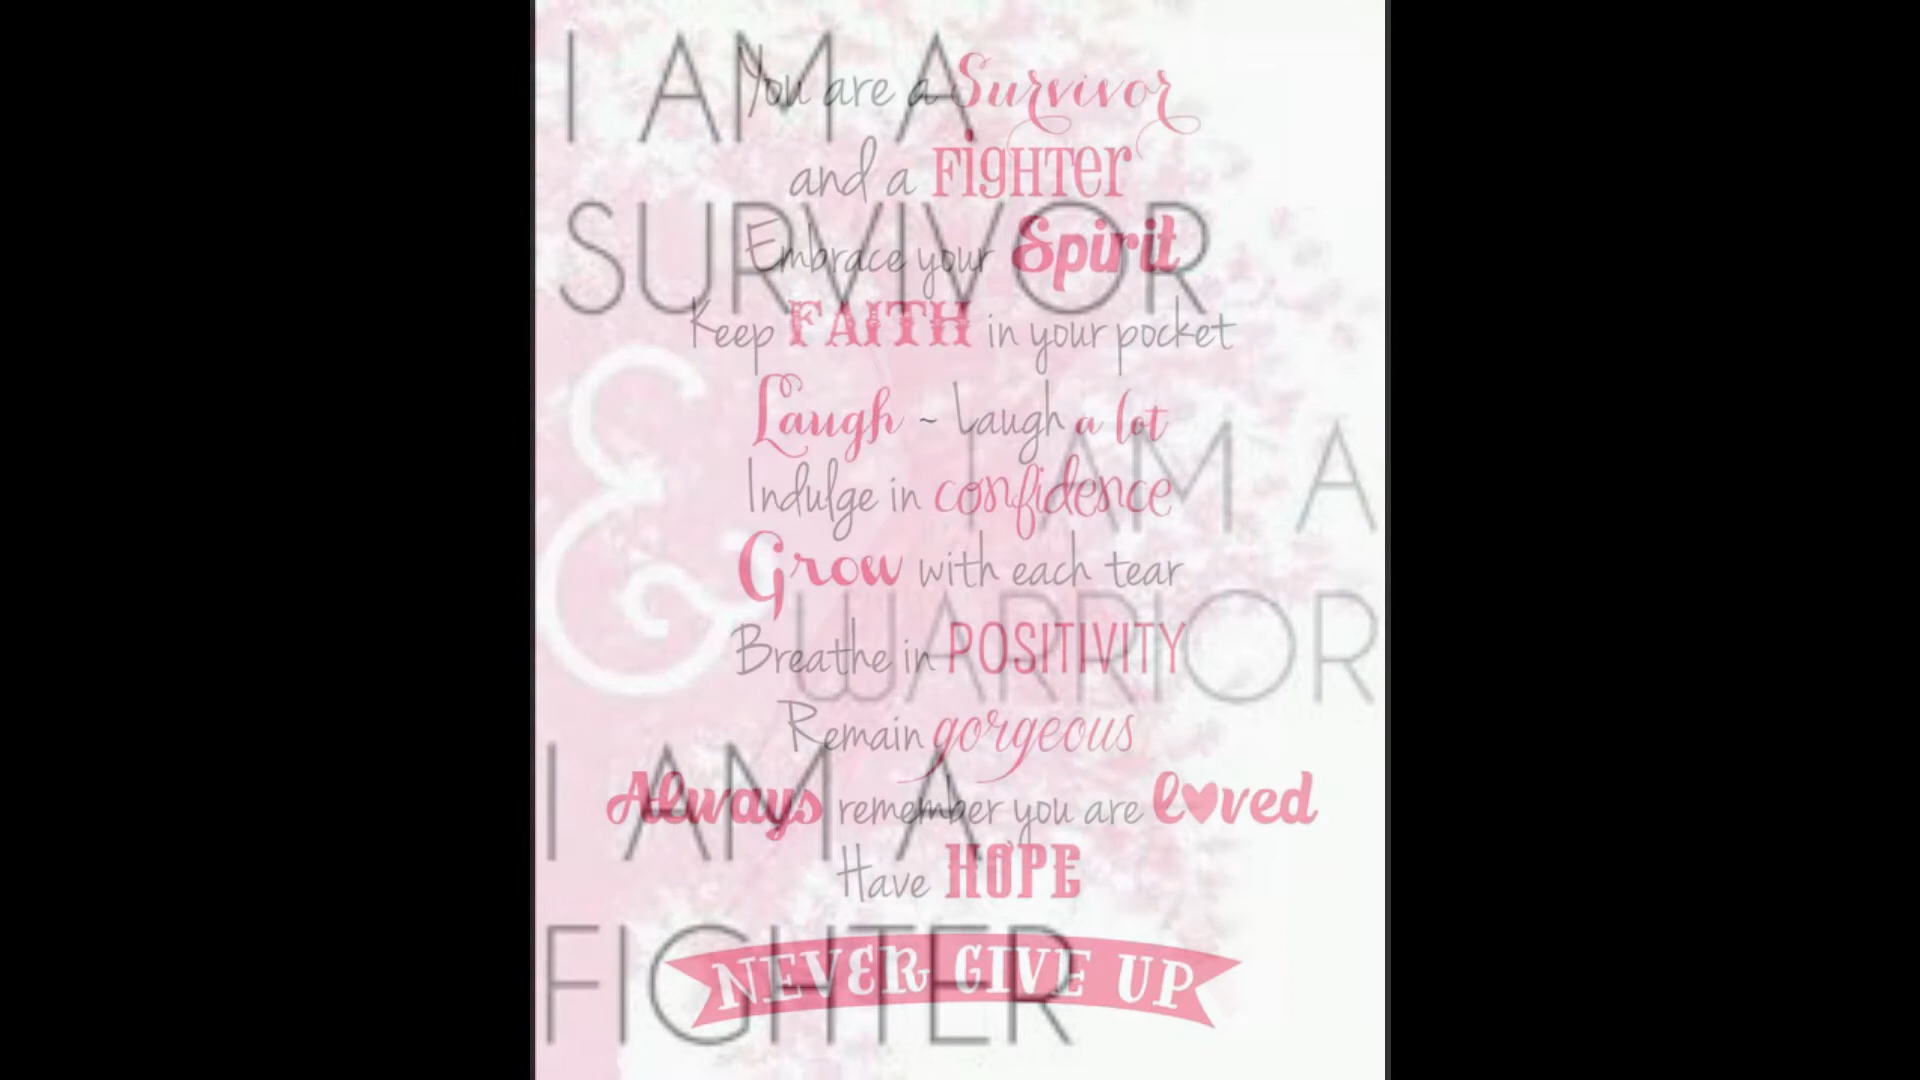 You are a Survivor
and a FIGHTER
Embrace your Spirit
Keep FAITH in your pocket
Laugh ~ Laugh a lot
Indulge in confidence
Grow with each tear
Breathe in POSITIVITY
Remain gorgeous
Always remember you are l♥ved
Have HOPE
NEVER GIVE UP
I AM A
SURVIVOR
&
I AM A
WARRIOR
I AM A
FIGHTER